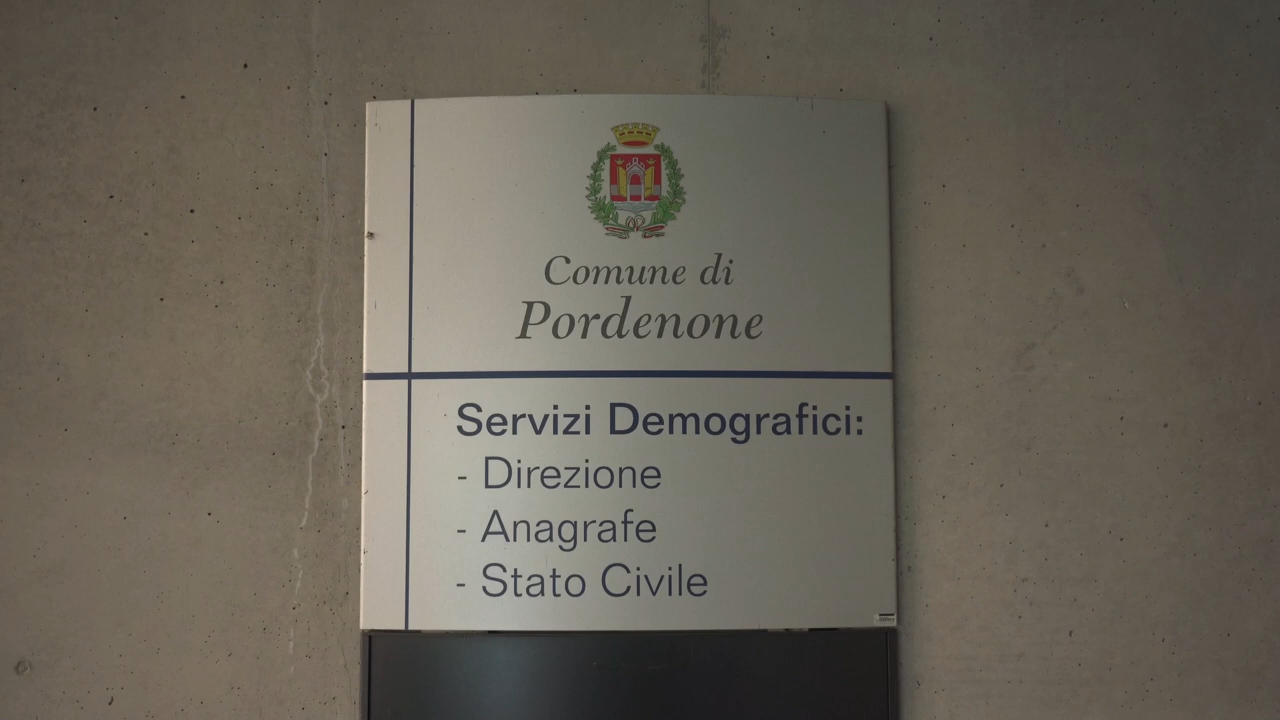 Comune di
Pordenone
Servizi Demografici:
- Direzione
- Anagrafe
- Stato Civile